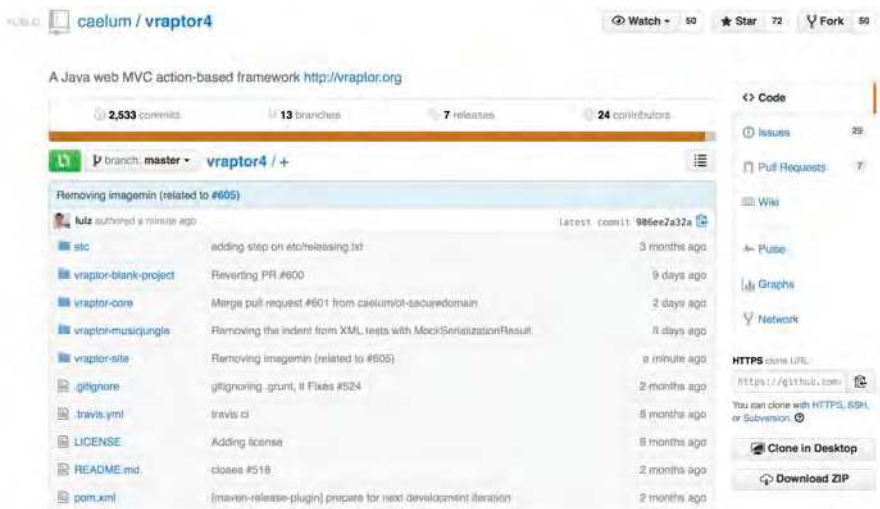 PUBLIC caelum / vraptor4
Watch 50 Star 72 Fork 50
A Java web MVC action-based framework http://vraptor.org
2,533 commits 13 branches 7 releases 24 contributors
branch: master vraptor4 / +
Removing imagemin (related to #605)
luiz authored a minute ago latest commit 906ee2a32a
etc adding step on etc/releasing.txt 3 months ago
vraptor-blank-project Reverting PR #600 9 days ago
vraptor-core Merge pull request #601 from caelum/ot-securedomain 2 days ago
vraptor-musicjungle Removing the indent from XML tests with MockSerializationResult. 8 days ago
vraptor-site Removing imagemin (related to #605) a minute ago
.gitignore gitignoring .grunt, it Fixes #524 2 months ago
.travis.yml travis ci 8 months ago
LICENSE Adding license 8 months ago
README.md closes #518 2 months ago
pom.xml [maven-release-plugin] prepare for next development iteration 2 months ago
<> Code
Issues 29
Pull Requests 7
Wiki
Pulse
Graphs
Network
HTTPS clone URL
https://github.com/
You can clone with HTTPS, SSH,
or Subversion.
Clone in Desktop
Download ZIP